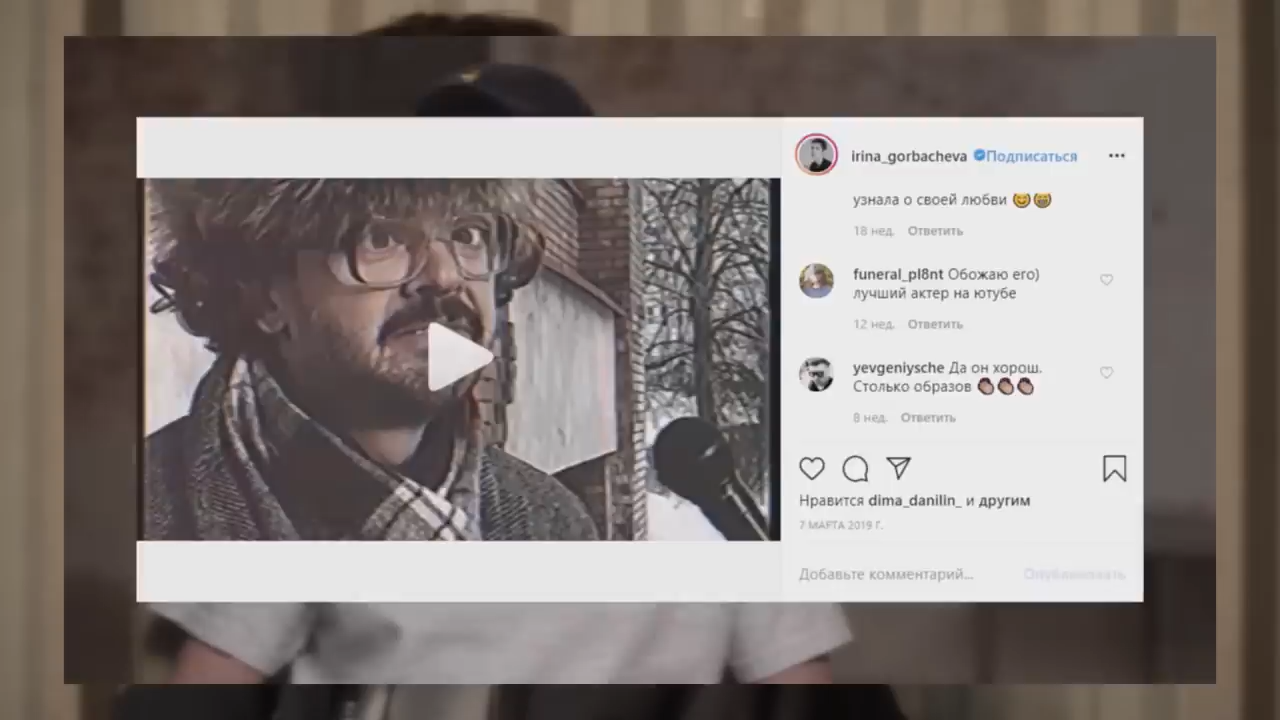 irina_gorbacheva Подписаться
узнала о своей любви 😊😁
18 нед. Ответить
funeral_pl8nt Обожаю его)
лучший актер на ютубе
12 нед. Ответить
yevgeniysche Да он хорош.
Столько образов 👏🏽👏🏽👏🏽
8 нед. Ответить
Нравится dima_danilin_ и другим
7 МАРТА 2019 Г.
Добавьте комментарий...
Опубликовать